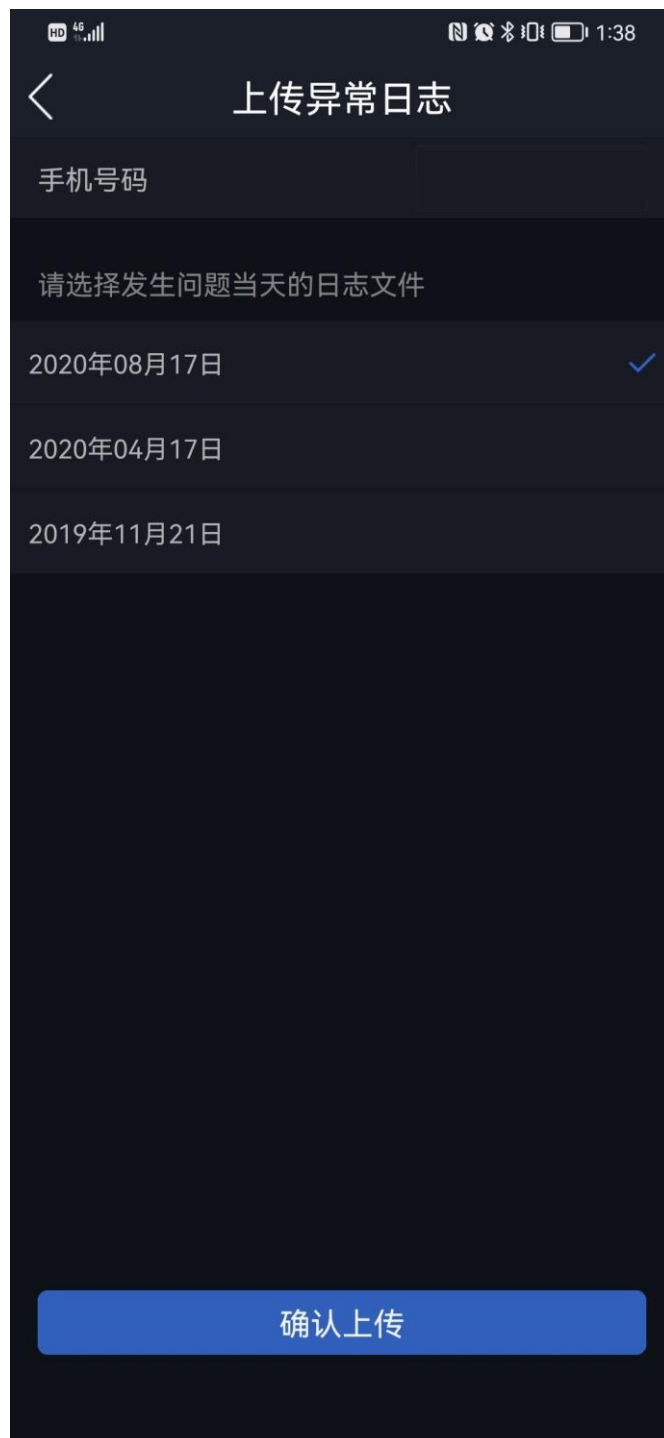 HD 4G 1:38
上传异常日志
手机号码
请选择发生问题当天的日志文件
2020年08月17日
2020年04月17日
2019年11月21日
确认上传